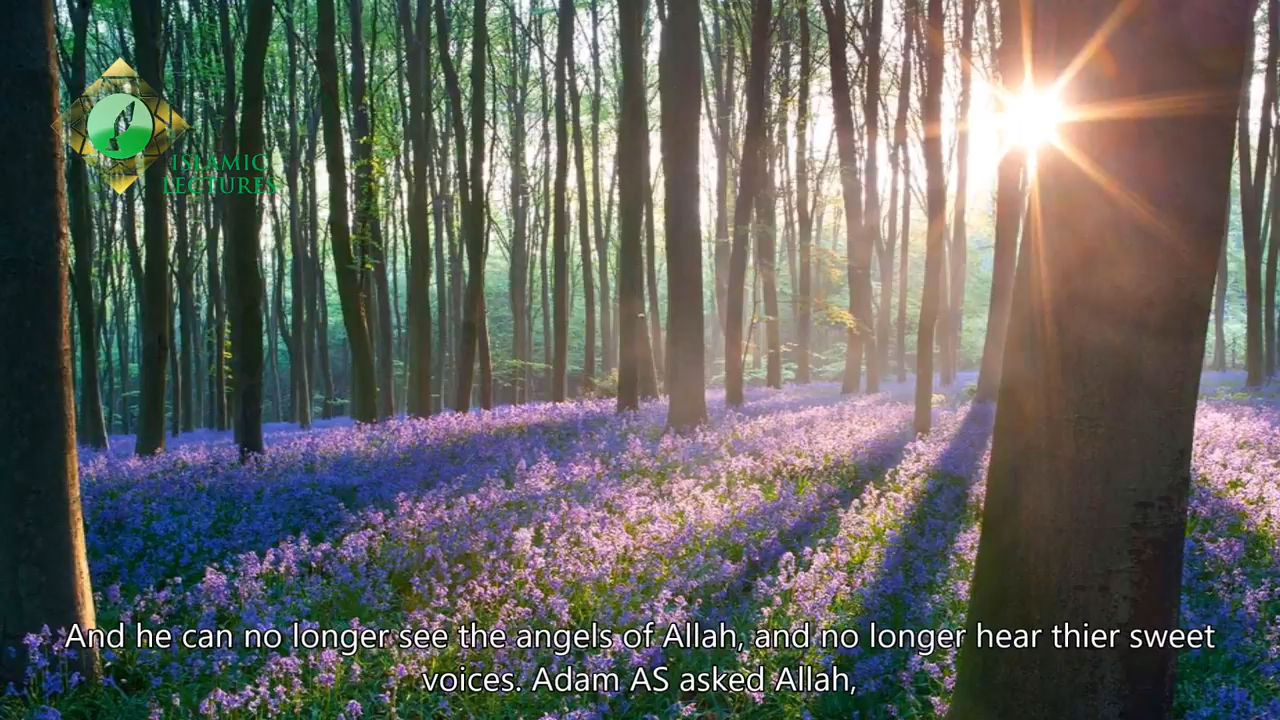 ISLAMIC
LECTURES
And he can no longer see the angels of Allah, and no longer hear thier sweet
voices. Adam AS asked Allah,